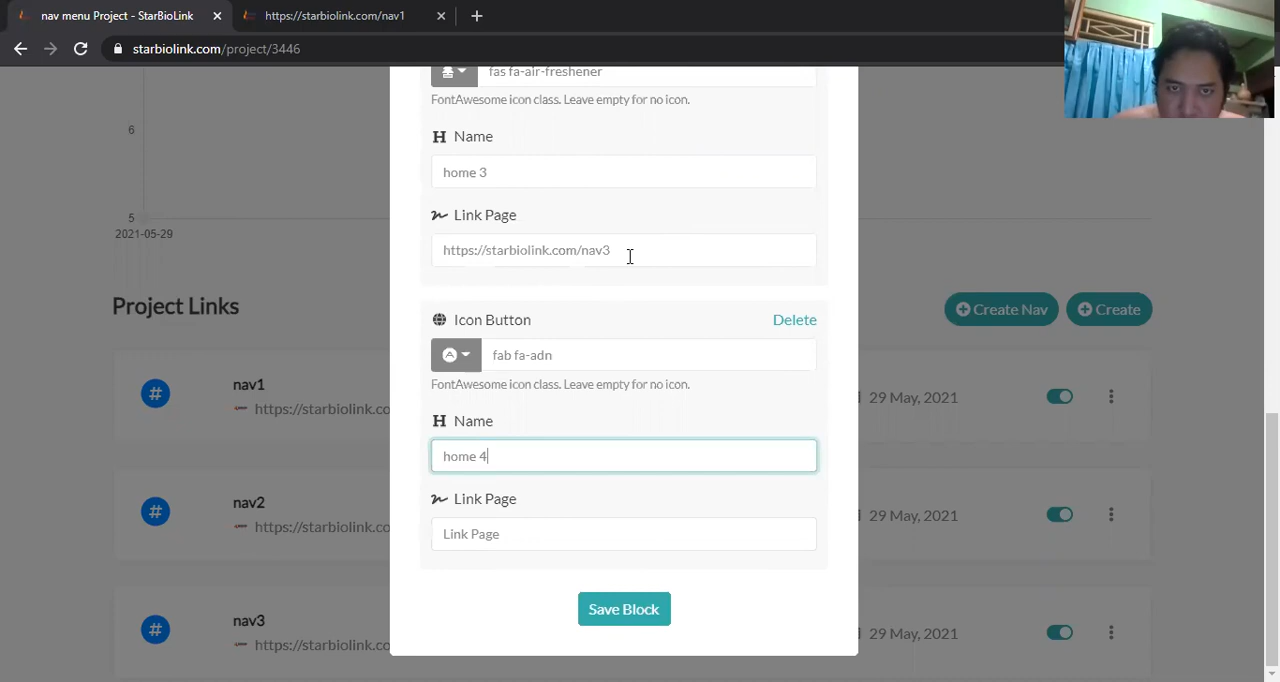 nav menu Project - StarBioLink
https://starbiolink.com/nav1
starbiolink.com/project/3446
fas fa-air-freshener
FontAwesome icon class. Leave empty for no icon.
6
H Name
home 3
Link Page
5
2021-05-29
https://starbiolink.com/nav3
Project Links
Create Nav
Create
Icon Button
Delete
fab fa-adn
FontAwesome icon class. Leave empty for no icon.
nav1
https://starbiolink.co
29 May, 2021
H Name
home 4
Link Page
nav2
https://starbiolink.co
29 May, 2021
Link Page
Save Block
nav3
https://starbiolink.co
29 May, 2021